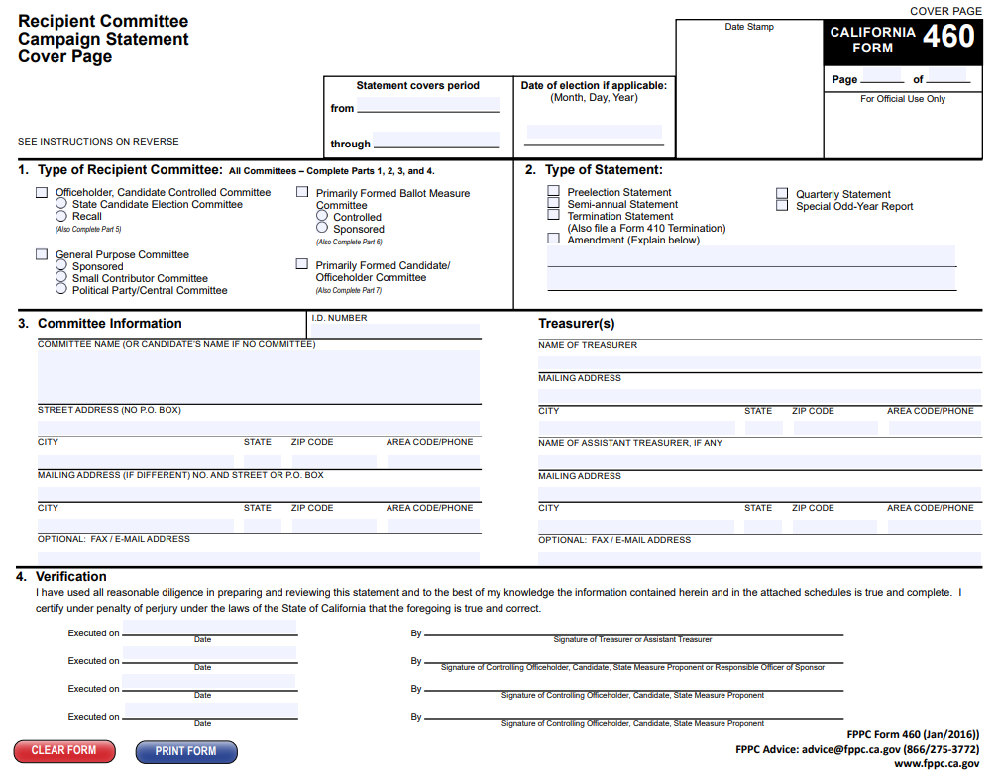 COVER PAGE
Recipient Committee
Campaign Statement
Cover Page
Date Stamp
CALIFORNIA
FORM
460
Page of
For Official Use Only
Statement covers period
from
through
Date of election if applicable:
(Month, Day, Year)
SEE INSTRUCTIONS ON REVERSE
1. Type of Recipient Committee: All Committees – Complete Parts 1, 2, 3, and 4.
Officeholder, Candidate Controlled Committee
State Candidate Election Committee
Recall
(Also Complete Part 5)
General Purpose Committee
Sponsored
Small Contributor Committee
Political Party/Central Committee
Primarily Formed Ballot Measure
Committee
Controlled
Sponsored
(Also Complete Part 6)
Primarily Formed Candidate/
Officeholder Committee
(Also Complete Part 7)
2. Type of Statement:
Preelection Statement
Semi-annual Statement
Termination Statement
(Also file a Form 410 Termination)
Amendment (Explain below)
Quarterly Statement
Special Odd-Year Report
3. Committee Information
I.D. NUMBER
COMMITTEE NAME (OR CANDIDATE'S NAME IF NO COMMITTEE)
STREET ADDRESS (NO P.O. BOX)
CITY STATE ZIP CODE AREA CODE/PHONE
MAILING ADDRESS (IF DIFFERENT) NO. AND STREET OR P.O. BOX
CITY STATE ZIP CODE AREA CODE/PHONE
OPTIONAL: FAX / E-MAIL ADDRESS
Treasurer(s)
NAME OF TREASURER
MAILING ADDRESS
CITY STATE ZIP CODE AREA CODE/PHONE
NAME OF ASSISTANT TREASURER, IF ANY
MAILING ADDRESS
CITY STATE ZIP CODE AREA CODE/PHONE
OPTIONAL: FAX / E-MAIL ADDRESS
4. Verification
I have used all reasonable diligence in preparing and reviewing this statement and to the best of my knowledge the information contained herein and in the attached schedules is true and complete. I
certify under penalty of perjury under the laws of the State of California that the foregoing is true and correct.
Executed on By
Date Signature of Treasurer or Assistant Treasurer
Executed on By
Date Signature of Controlling Officeholder, Candidate, State Measure Proponent or Responsible Officer of Sponsor
Executed on By
Date Signature of Controlling Officeholder, Candidate, State Measure Proponent
Executed on By
Date Signature of Controlling Officeholder, Candidate, State Measure Proponent
CLEAR FORM PRINT FORM
FPPC Form 460 (Jan/2016))
FPPC Advice: advice@fppc.ca.gov (866/275-3772)
www.fppc.ca.gov